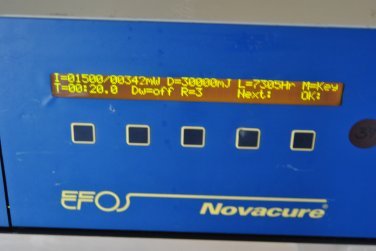 I=01500/00342mW D=30000mJ L=7305Hr M=Key
T=00:20.0 Dw=off R=3 Next: OK:
EFOS Novacure®